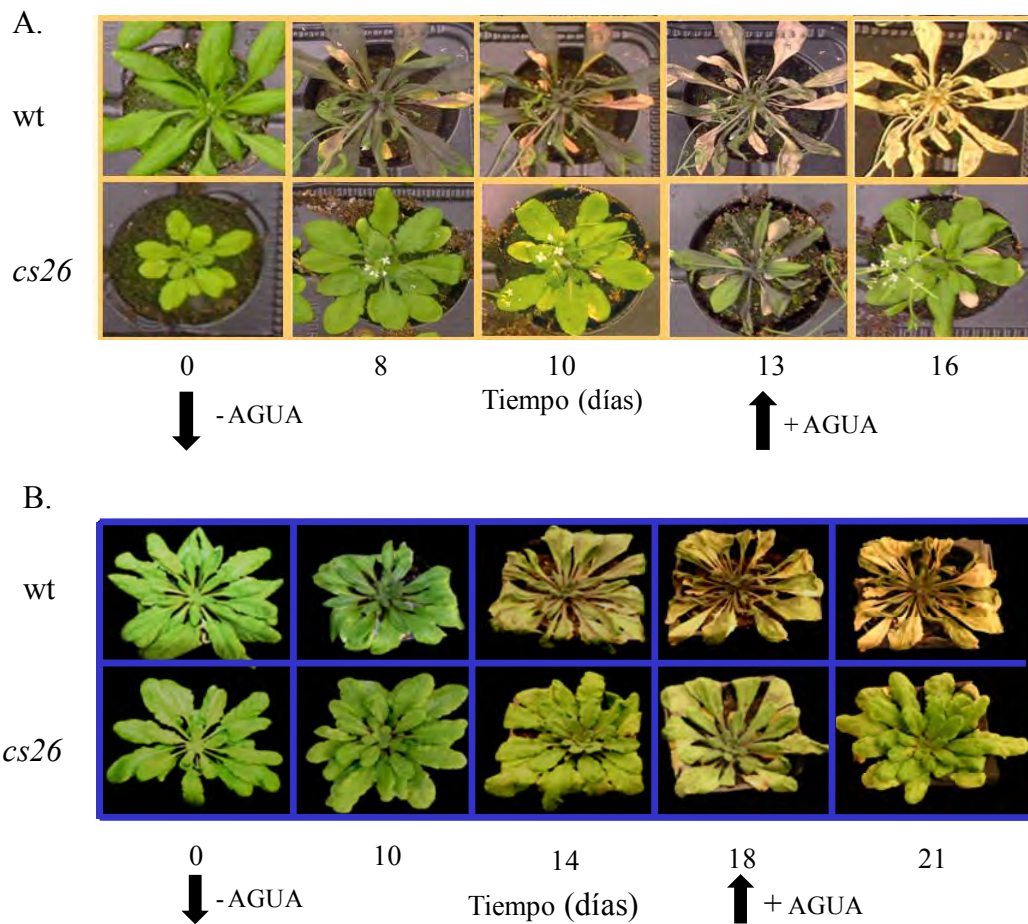 A.
wt
cs26
0 8 10 13 16
Tiempo (días)
- AGUA
+ AGUA
B.
wt
cs26
0 10 14 18 21
- AGUA
Tiempo (días)
+ AGUA